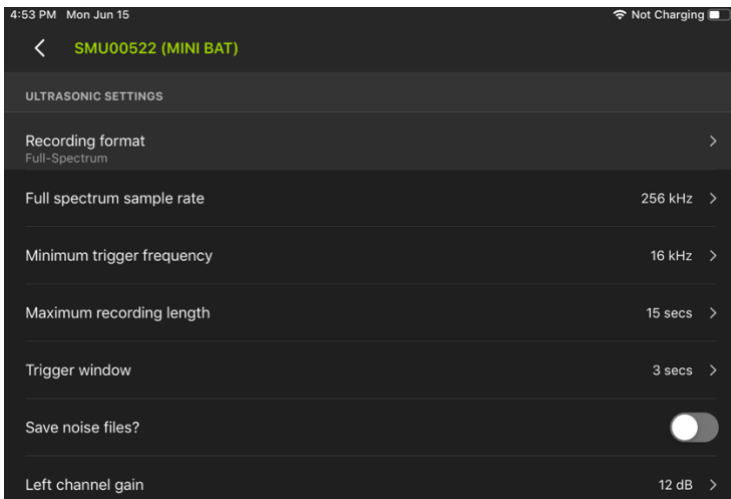 4:53 PM Mon Jun 15
Not Charging
SMU00522 (MINI BAT)
ULTRASONIC SETTINGS
Recording format
Full-Spectrum
Full spectrum sample rate 256 kHz
Minimum trigger frequency 16 kHz
Maximum recording length 15 secs
Trigger window 3 secs
Save noise files?
Left channel gain 12 dB